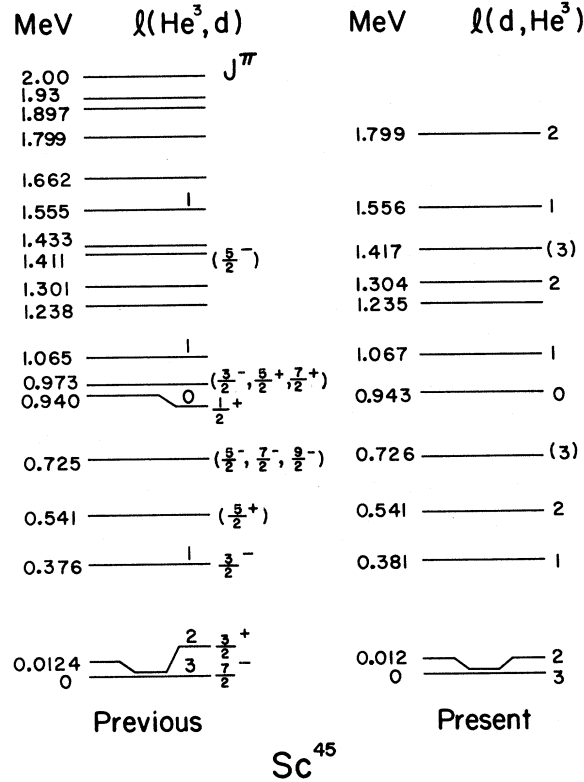 MeV ℓ(He³,d) MeV ℓ(d,He³)
2.00 Jπ
1.93
1.897
1.799 1.799 2
1.662
1.555 1 1.556 1
1.433
1.411 (5/2⁻) 1.417 (3)
1.301 1.304 2
1.238 1.235
1.065 1 1.067 1
0.973 (3/2⁻, 5/2⁺, 7/2⁺)
0.940 0 1/2⁺ 0.943 0
0.725 (5/2⁻, 7/2⁻, 9/2⁻) 0.726 (3)
0.541 (5/2⁺) 0.541 2
0.376 1 3/2⁻ 0.381 1
0.0124 2 3/2⁺ 0.012 2
0 3 7/2⁻ 0 3
Previous Present
Sc⁴⁵